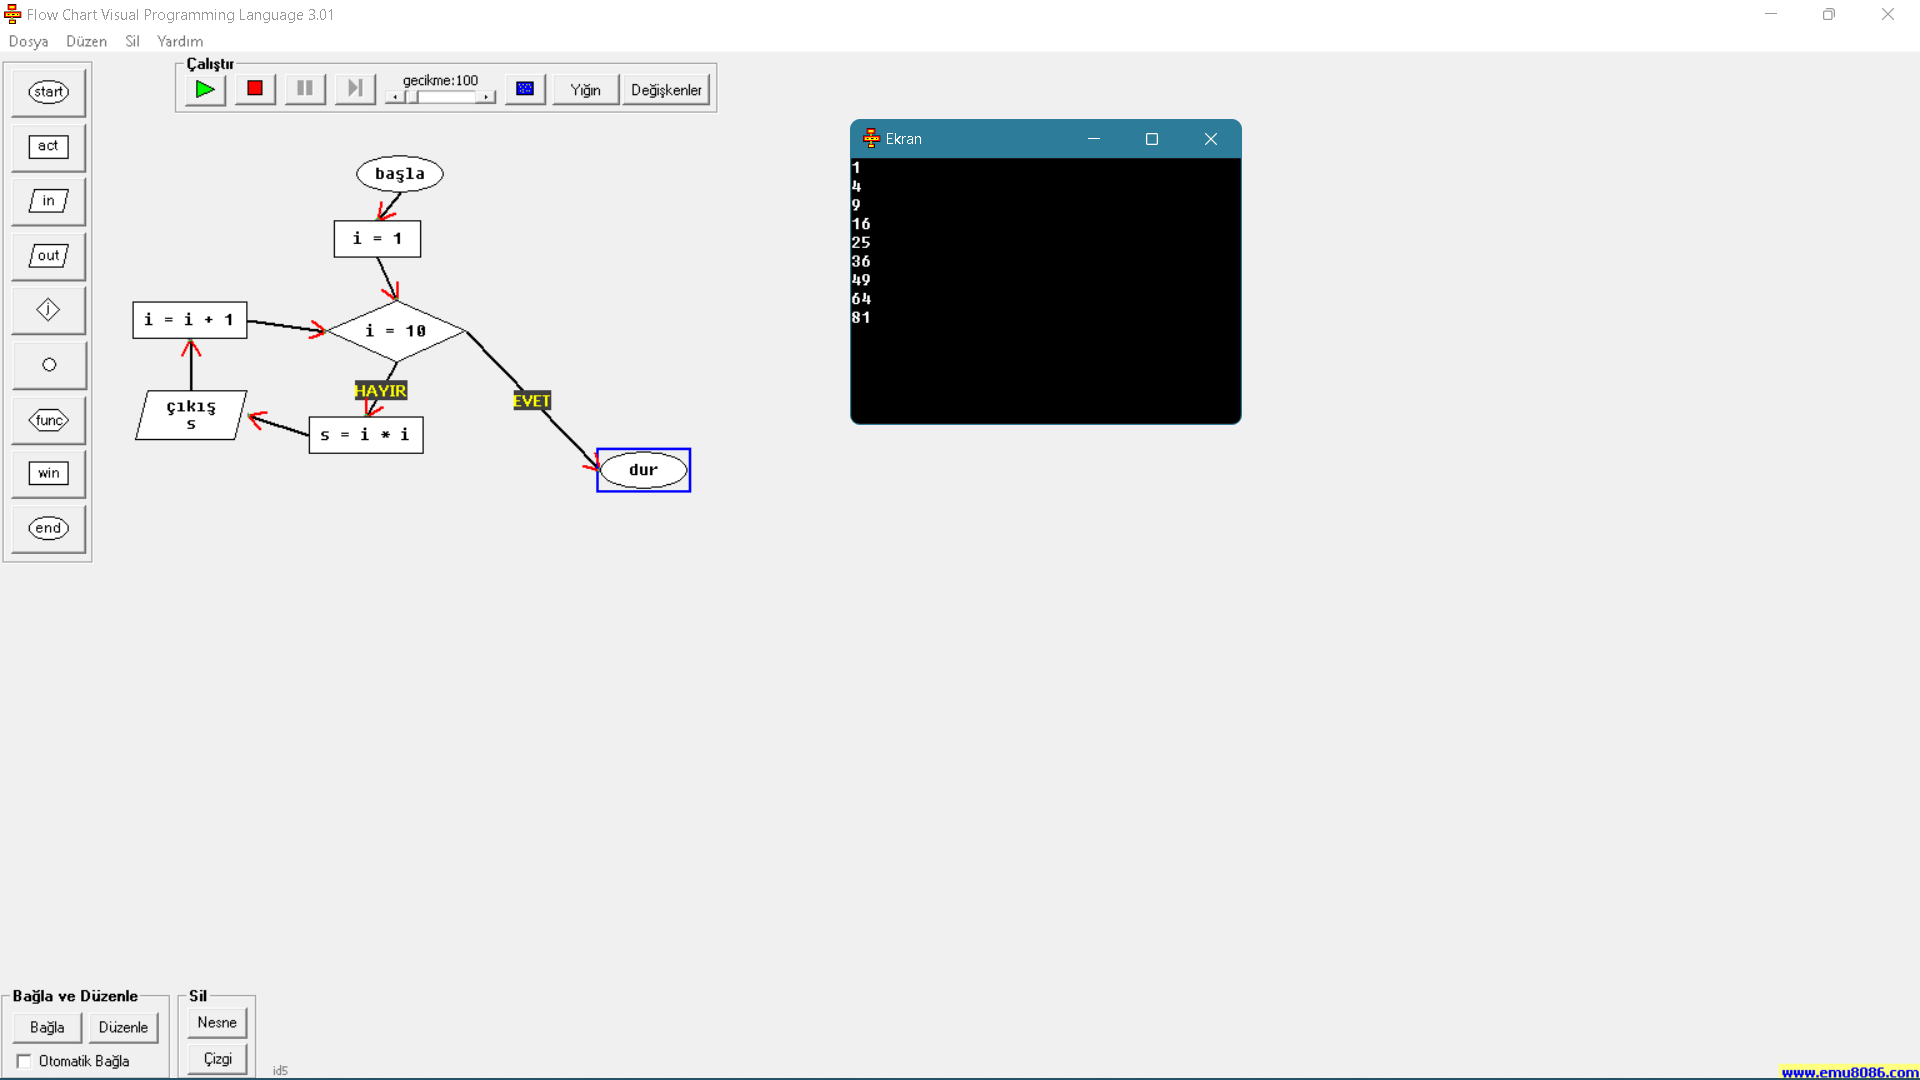 Flow Chart Visual Programming Language 3.01
Dosya Düzen Sil Yardım
start
act
in
out
j
func
win
end
Çalıştır
gecikme:100
Yığın
Değişkenler
başla
i = 1
i = i + 1
i = 10
HAYIR
EVET
çıkış
s
s = i * i
dur
Ekran
1
4
9
16
25
36
49
64
81
Bağla ve Düzenle
Bağla
Düzenle
Otomatik Bağla
Sil
Nesne
Çizgi
id5
www.emu8086.com